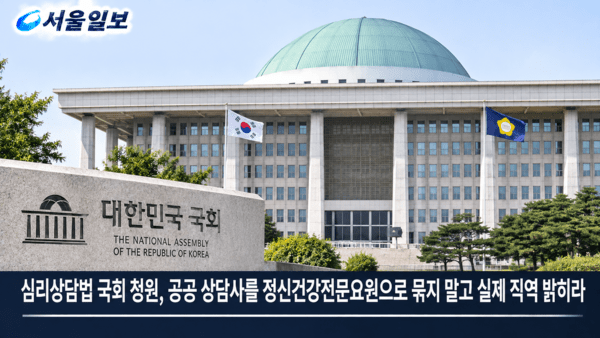 서울일보
대한민국 국회
THE NATIONAL ASSEMBLY
OF THE REPUBLIC OF KOREA
심리상담법 국회 청원, 공공 상담사를 정신건강전문요원으로 묶지 말고 실제 직역 밝히라